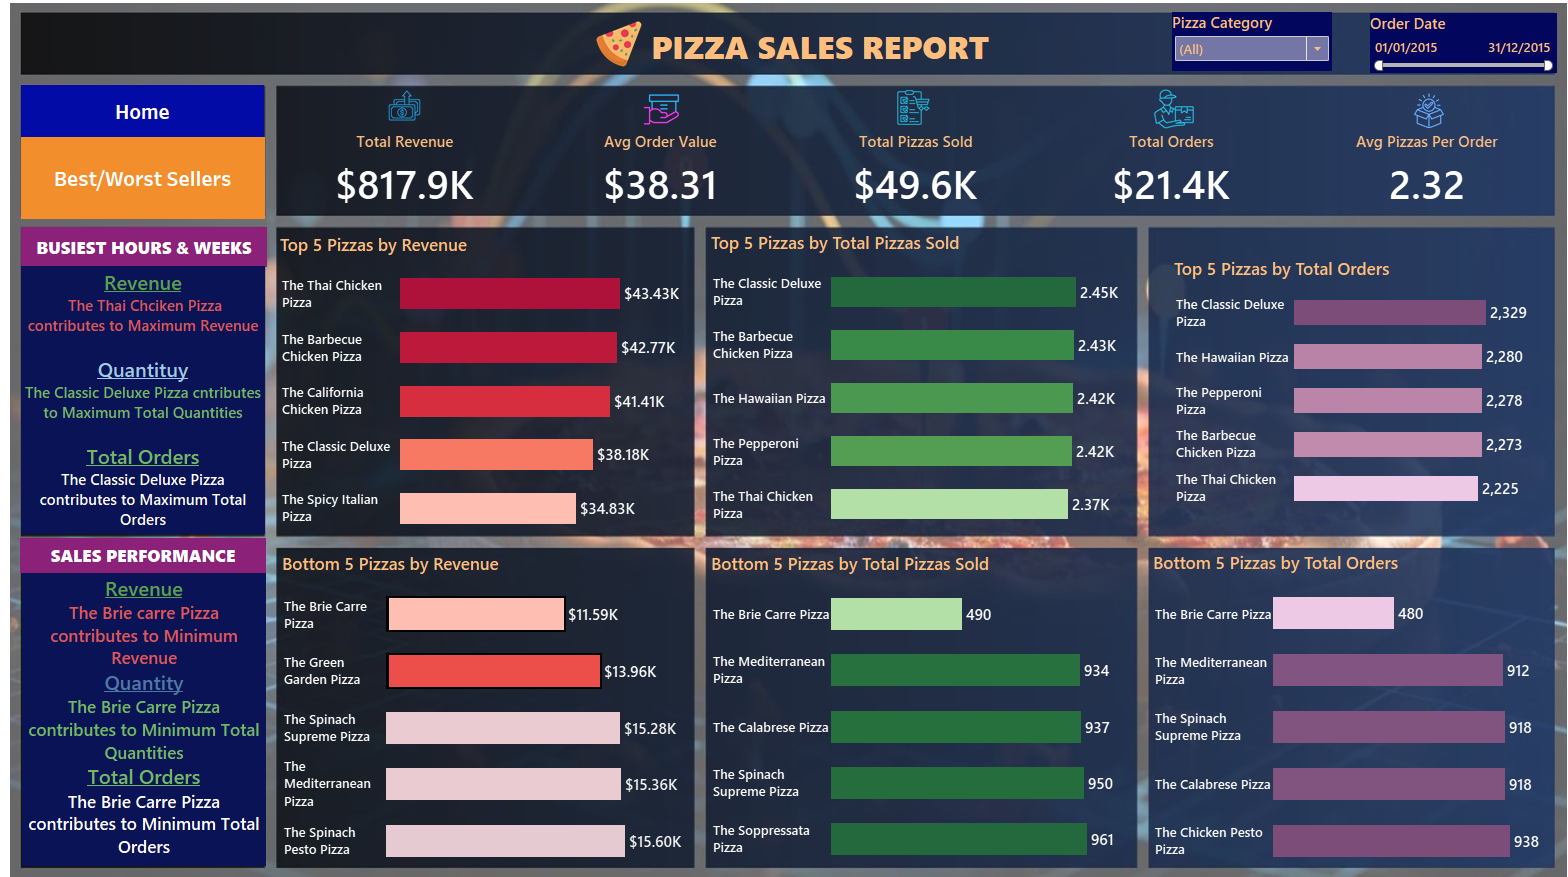 PIZZA SALES REPORT
Pizza Category
(All)
Order Date
01/01/2015
31/12/2015
Home
Best/Worst Sellers
Total Revenue
$817.9K
Avg Order Value
$38.31
Total Pizzas Sold
$49.6K
Total Orders
$21.4K
Avg Pizzas Per Order
2.32
BUSIEST HOURS & WEEKS
Revenue
The Thai Chciken Pizza
contributes to Maximum Revenue
Quantituy
The Classic Deluxe Pizza cntributes
to Maximum Total Quantities
Total Orders
The Classic Deluxe Pizza
contributes to Maximum Total
Orders
SALES PERFORMANCE
Revenue
The Brie carre Pizza
contributes to Minimum
Revenue
Quantity
The Brie Carre Pizza
contributes to Minimum Total
Quantities
Total Orders
The Brie Carre Pizza
contributes to Minimum Total
Orders
Top 5 Pizzas by Revenue
The Thai Chicken
Pizza
$43.43K
The Barbecue
Chicken Pizza
$42.77K
The California
Chicken Pizza
$41.41K
The Classic Deluxe
Pizza
$38.18K
The Spicy Italian
Pizza
$34.83K
Top 5 Pizzas by Total Pizzas Sold
The Classic Deluxe
Pizza
2.45K
The Barbecue
Chicken Pizza
2.43K
The Hawaiian Pizza
2.42K
The Pepperoni
Pizza
2.42K
The Thai Chicken
Pizza
2.37K
Top 5 Pizzas by Total Orders
The Classic Deluxe
Pizza
2,329
The Hawaiian Pizza
2,280
The Pepperoni
Pizza
2,278
The Barbecue
Chicken Pizza
2,273
The Thai Chicken
Pizza
2,225
Bottom 5 Pizzas by Revenue
The Brie Carre
Pizza
$11.59K
The Green
Garden Pizza
$13.96K
The Spinach
Supreme Pizza
$15.28K
The
Mediterranean
Pizza
$15.36K
The Spinach
Pesto Pizza
$15.60K
Bottom 5 Pizzas by Total Pizzas Sold
The Brie Carre Pizza
490
The Mediterranean
Pizza
934
The Calabrese Pizza
937
The Spinach
Supreme Pizza
950
The Soppressata
Pizza
961
Bottom 5 Pizzas by Total Orders
The Brie Carre Pizza
480
The Mediterranean
Pizza
912
The Spinach
Supreme Pizza
918
The Calabrese Pizza
918
The Chicken Pesto
Pizza
938